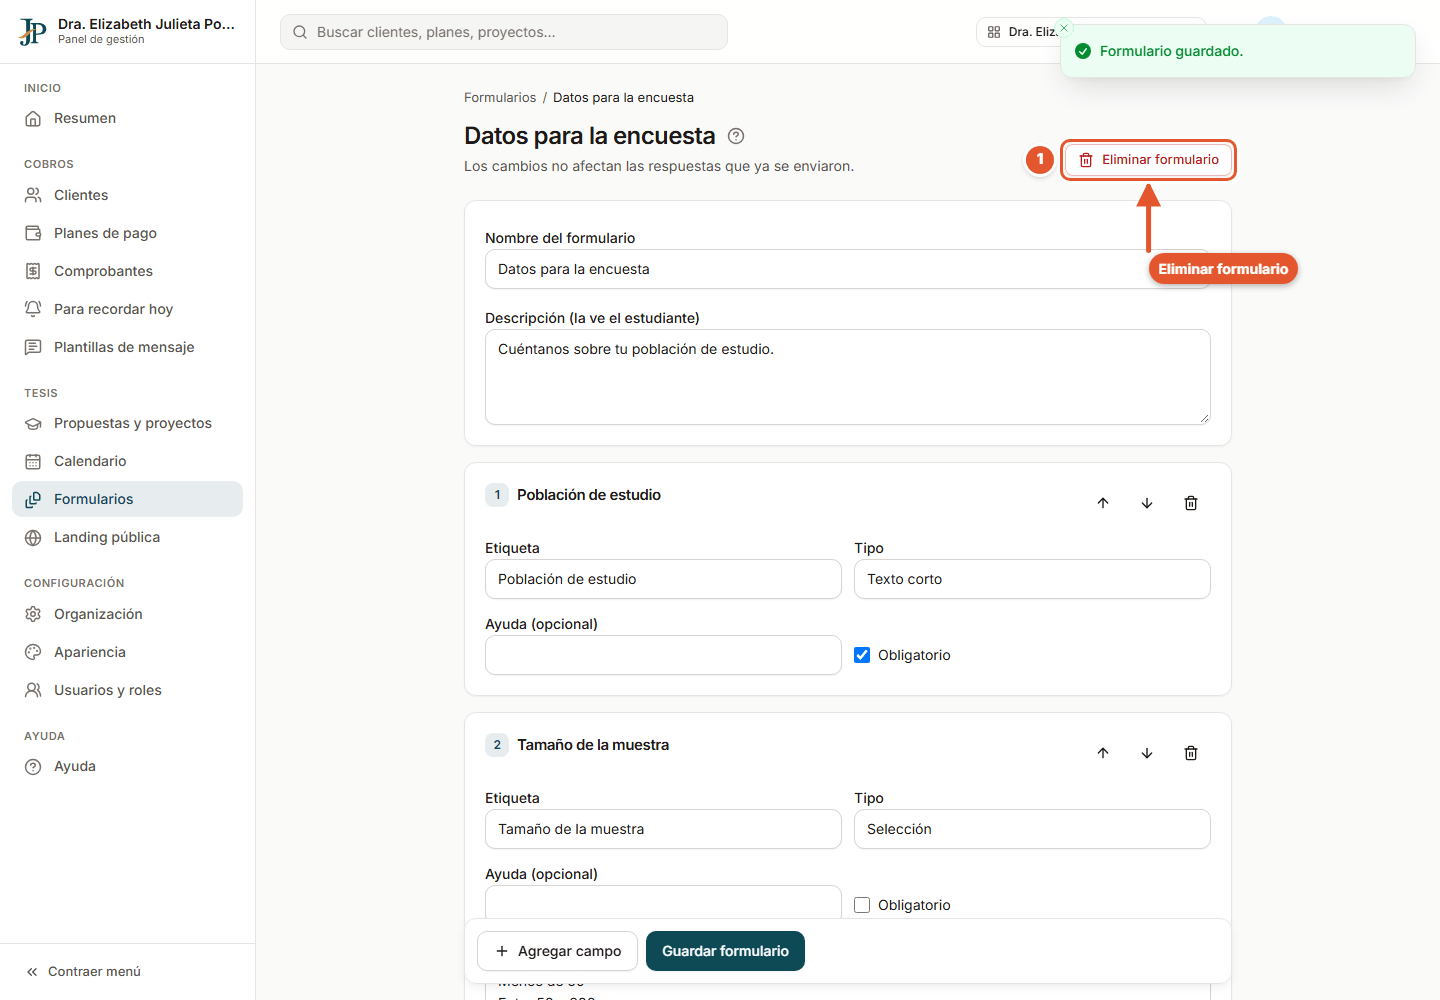 JP
Dra. Elizabeth Julieta Po...
Panel de gestión
Buscar clientes, planes, proyectos...
Dra. Eliz
Formulario guardado.
INICIO
Resumen
COBROS
Clientes
Planes de pago
Comprobantes
Para recordar hoy
Plantillas de mensaje
TESIS
Propuestas y proyectos
Calendario
Formularios
Landing pública
CONFIGURACIÓN
Organización
Apariencia
Usuarios y roles
AYUDA
Ayuda
Contraer menú
Formularios / Datos para la encuesta
Datos para la encuesta
Los cambios no afectan las respuestas que ya se enviaron.
1
Eliminar formulario
Eliminar formulario
Nombre del formulario
Datos para la encuesta
Descripción (la ve el estudiante)
Cuéntanos sobre tu población de estudio.
1 Población de estudio
Etiqueta
Población de estudio
Tipo
Texto corto
Ayuda (opcional)
Obligatorio
2 Tamaño de la muestra
Etiqueta
Tamaño de la muestra
Tipo
Selección
Ayuda (opcional)
Obligatorio
Agregar campo
Guardar formulario